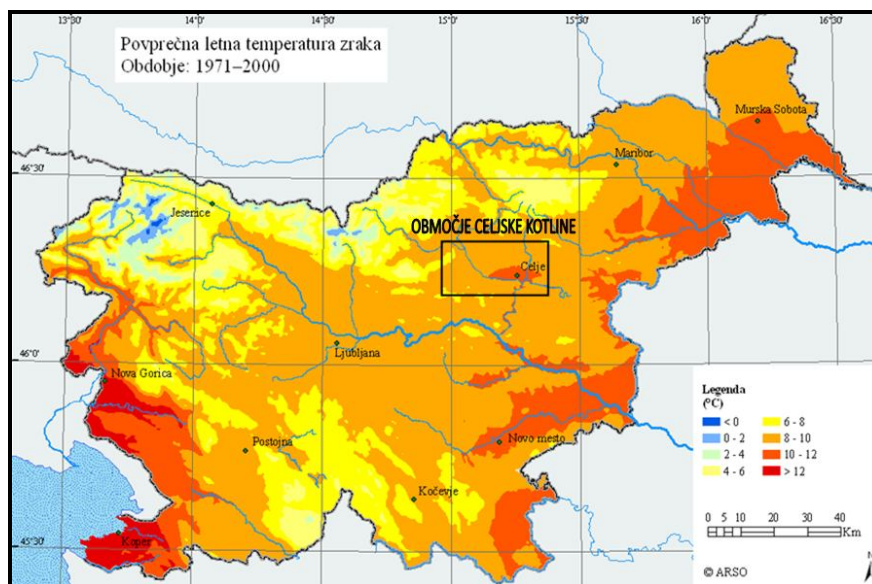 13°30' 14°0' 14°30' 15°0' 15°30' 16°0' 16°30'
Povprečna letna temperatura zraka
Obdobje: 1971–2000
Murska Sobota
Maribor
46°30'
Jesenice
OBMOČJE CELJSKE KOTLINE
Celje
46°0'
Ljubljana
Nova Gorica
Postojna
Novo mesto
Kočevje
45°30'
Koper
Legenda
(°C)
< 0 6 - 8
0 - 2 8 - 10
2 - 4 10 - 12
4 - 6 > 12
0 5 10 20 30 40
Km
© ARSO
N